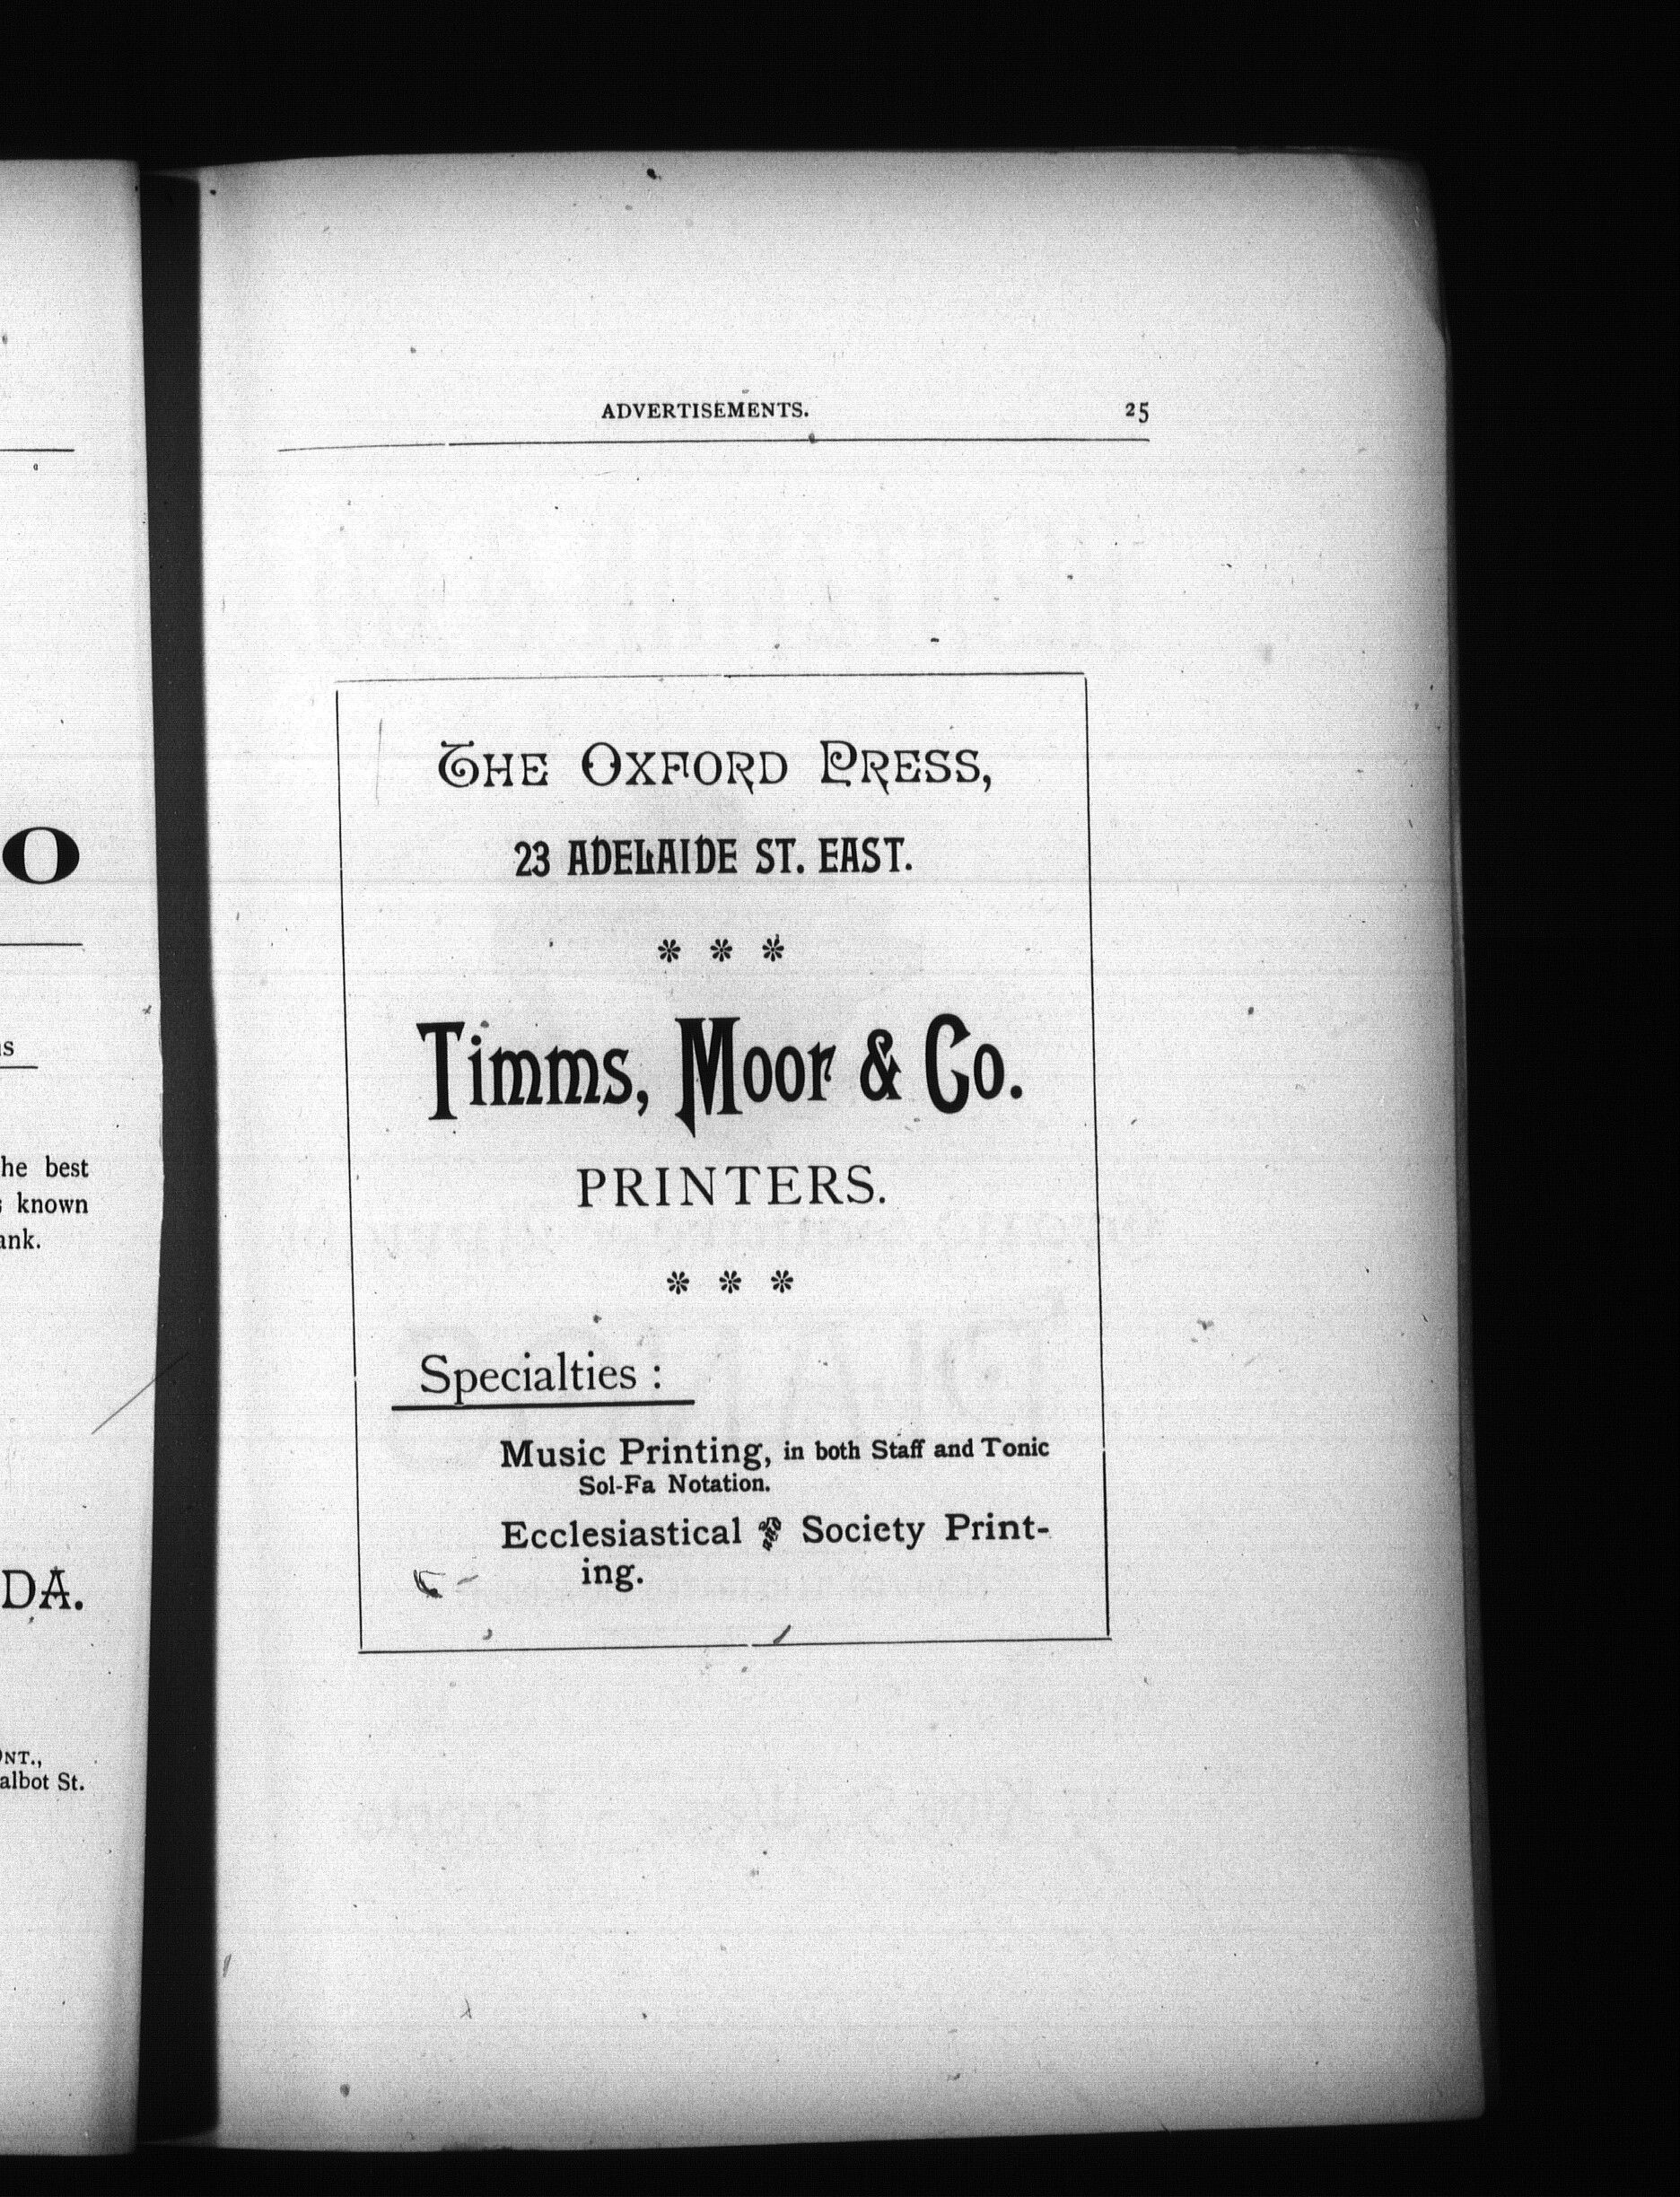 ADVERTISEMENTS. 25
THE OXFORD PRESS,
23 ADELAIDE ST. EAST.
* * *
Timms, Moor & Co.
PRINTERS.
* * *
Specialties :
Music Printing, in both Staff and Tonic
Sol-Fa Notation.
Ecclesiastical and Society Print-
ing.
O
he best
known
DA.
NT.,
albot St.